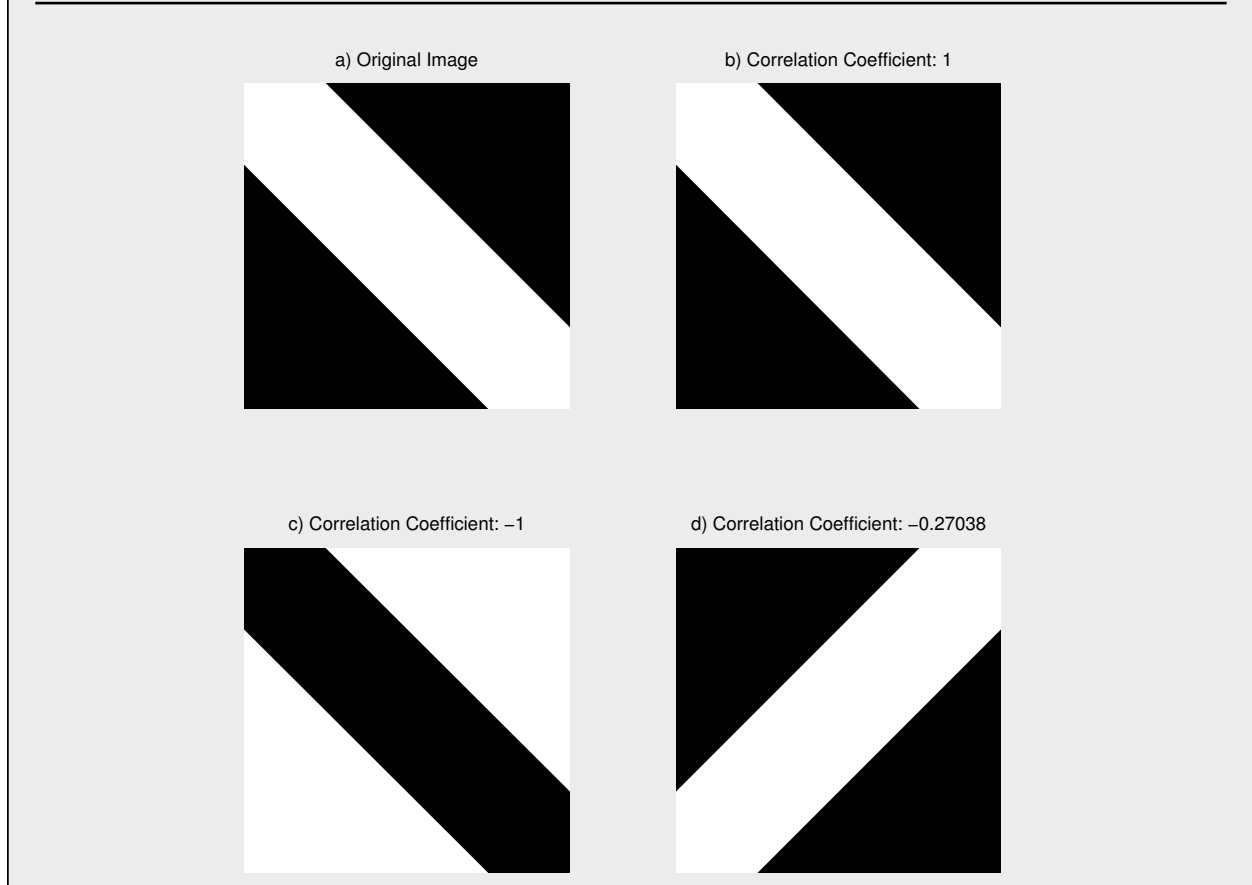 a) Original Image
b) Correlation Coefficient: 1
c) Correlation Coefficient: −1
d) Correlation Coefficient: −0.27038